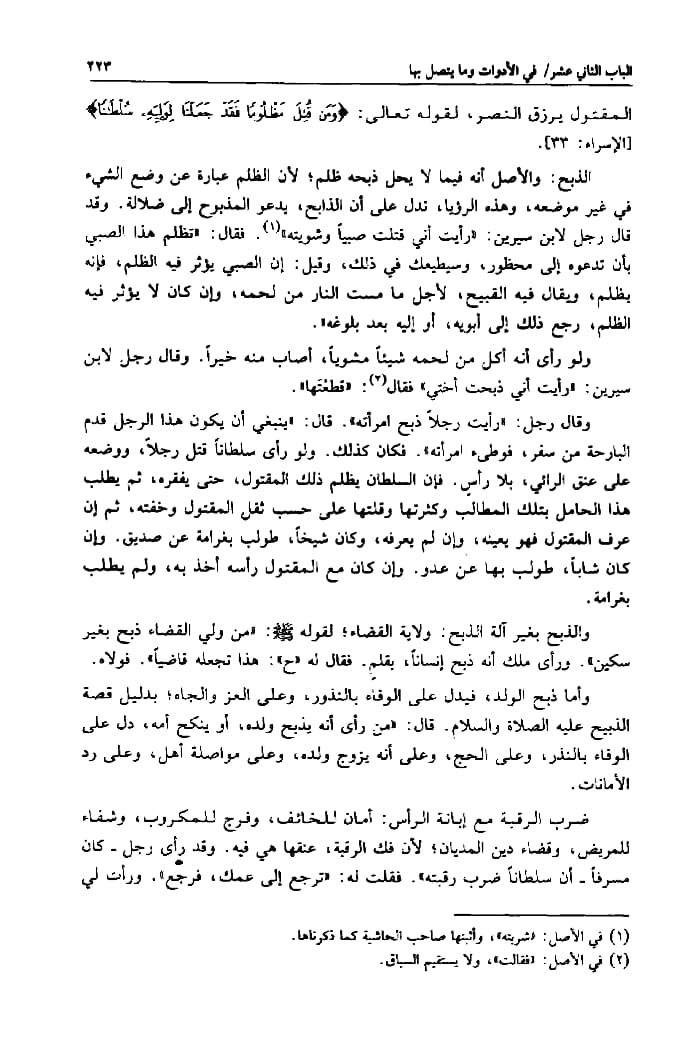 الباب الثاني عشر/ في الأدوات وما يتصل بها ٢٢٣
المقتول يرزق النصر، لقوله تعالى: ﴿وَمَن قُتِلَ مَظْلُومًا فَقَدْ جَعَلْنَا لِوَلِيِّهِۦ سُلْطَٰنًا﴾
[الإسراء: ٣٣].
الذبح: والأصل أنه فيما لا يحل ذبحه ظلم؛ لأن الظلم عبارة عن وضع الشيء
في غير موضعه، وهذه الرؤيا، تدل على أن الذابح، يدعو المذبوح إلى ضلالة. وقد
قال رجل لابن سيرين: «رأيت أني قتلت صبياً وشويته»(١). فقال: «تظلم هذا الصبي
بأن تدعوه إلى محظور، وسيطيعك في ذلك، وقيل: إن الصبي يؤثر فيه الظلم، فإنه
يظلم، ويقال فيه القبيح، لأجل ما مست النار من لحمه، وإن كان لا يؤثر فيه
الظلم، رجع ذلك إلى أبويه، أو إليه بعد بلوغه».
ولو رأى أنه أكل من لحمه شيئاً مشوياً، أصاب منه خيراً. وقال رجل لابن
سيرين: «رأيت أني ذبحت أختي» فقال(٢): «قطعْتَها».
وقال رجل: «رأيت رجلاً ذبح امرأته». قال: «ينبغي أن يكون هذا الرجل قدم
البارحة من سفر، فوطىء امرأته». فكان كذلك. ولو رأى سلطاناً قتل رجلاً، ووضعه
على عنق الرائي، بلا رأس. فإن السلطان يظلم ذلك المقتول، حتى يفقره، ثم يطلب
هذا الحامل بتلك المطالب وكثرتها وقلتها على حسب ثقل المقتول وخفته، ثم إن
عرف المقتول فهو بعينه، وإن لم يعرفه، وكان شيخاً، طولب بغرامة عن صديق. وإن
كان شاباً، طولب بها عن عدو. وإن كان مع المقتول رأسه أخذ به، ولم يطلب
بغرامة.
والذبح بغير آلة الذبح: ولاية القضاء؛ لقوله ﷺ: «من ولي القضاء ذبح بغير
سكين». ورأى ملك أنه ذبح إنساناً، بقلم. فقال له «ح»: هذا تجعله قاضياً». فولاه.
وأما ذبح الولد، فيدل على الوفاء بالنذور، وعلى العز والجاه؛ بدليل قصة
الذبيح عليه الصلاة والسلام. قال: «من رأى أنه يذبح ولده، أو ينكح أمه، دل على
الوفاء بالنذر، وعلى الحج، وعلى أنه يزوج ولده، وعلى مواصلة أهل، وعلى رد
الأمانات.
ضرب الرقبة مع إبانة الرأس: أمان للخائف، وفرج للمكروب، وشفاء
للمريض، وقضاء دين المديان؛ لأن فك الرقبة، عنقها هي فيه. وقد رأى رجل ـ كان
مسرفاً ـ أن سلطاناً ضرب رقبته». فقلت له: «ترجع إلى عمك، فرجع». ورأت لي
(١) في الأصل: «شربته»، وأثبتها صاحب الحاشية كما ذكرناها.
(٢) في الأصل: «فقالت»، ولا يستقيم السياق.